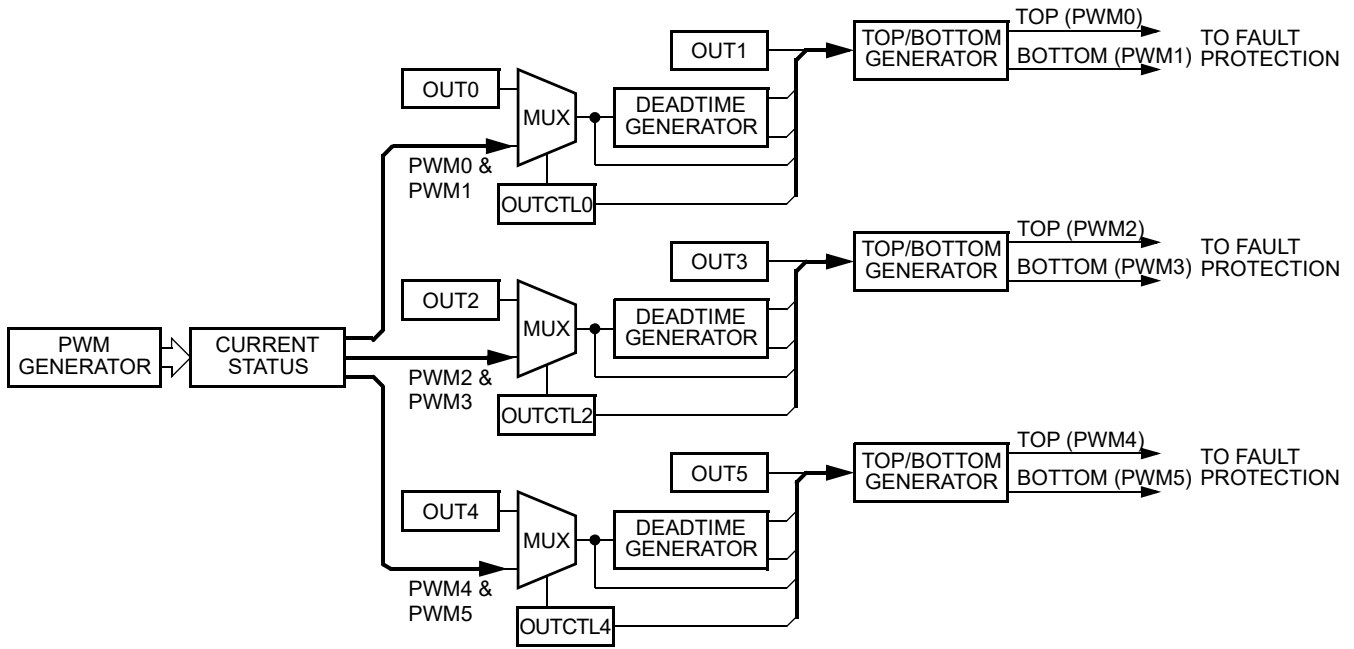 TOP (PWM0)
OUT1
TOP/BOTTOM
GENERATOR
TO FAULT
PROTECTION
BOTTOM (PWM1)
OUT0
MUX
DEADTIME
GENERATOR
PWM0 &
PWM1
OUTCTL0
TOP (PWM2)
OUT3
TOP/BOTTOM
GENERATOR
TO FAULT
PROTECTION
BOTTOM (PWM3)
OUT2
MUX
DEADTIME
GENERATOR
PWM
GENERATOR
CURRENT
STATUS
PWM2 &
PWM3
OUTCTL2
TOP (PWM4)
OUT5
TOP/BOTTOM
GENERATOR
TO FAULT
PROTECTION
BOTTOM (PWM5)
OUT4
MUX
DEADTIME
GENERATOR
PWM4 &
PWM5
OUTCTL4